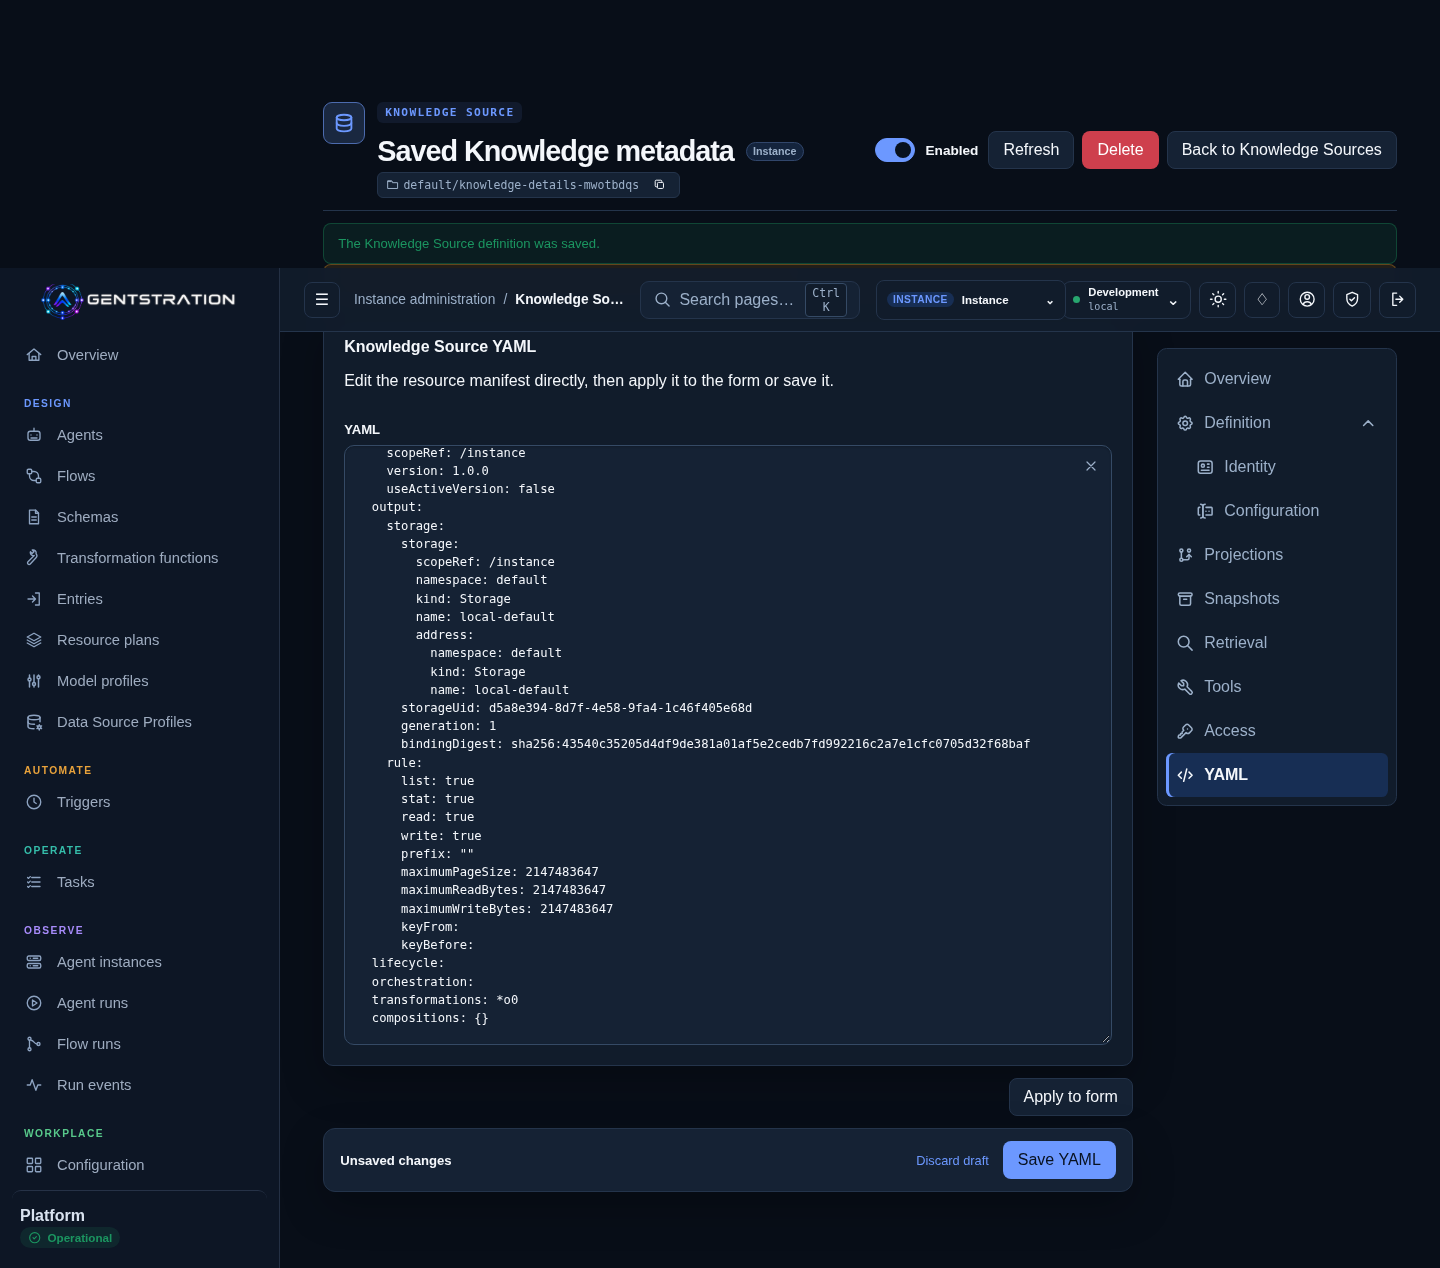 KNOWLEDGE SOURCE
Saved Knowledge metadata
Instance
default/knowledge-details-mwotbdqs
Enabled
Refresh
Delete
Back to Knowledge Sources
The Knowledge Source definition was saved.
GENTSTRATION
Instance administration / Knowledge So…
Search pages…
Ctrl K
INSTANCE Instance
Development
local
Overview
DESIGN
Agents
Flows
Schemas
Transformation functions
Entries
Resource plans
Model profiles
Data Source Profiles
AUTOMATE
Triggers
OPERATE
Tasks
OBSERVE
Agent instances
Agent runs
Flow runs
Run events
WORKPLACE
Configuration
Platform
Operational
Knowledge Source YAML
Edit the resource manifest directly, then apply it to the form or save it.
YAML
scopeRef: /instance
version: 1.0.0
useActiveVersion: false
output:
storage:
storage:
scopeRef: /instance
namespace: default
kind: Storage
name: local-default
address:
namespace: default
kind: Storage
name: local-default
storageUid: d5a8e394-8d7f-4e58-9fa4-1c46f405e68d
generation: 1
bindingDigest: sha256:43540c35205d4df9de381a01af5e2cedb7fd992216c2a7e1cfc0705d32f68baf
rule:
list: true
stat: true
read: true
write: true
prefix: ""
maximumPageSize: 2147483647
maximumReadBytes: 2147483647
maximumWriteBytes: 2147483647
keyFrom:
keyBefore:
lifecycle:
orchestration:
transformations: *o0
compositions: {}
Apply to form
Unsaved changes
Discard draft
Save YAML
Overview
Definition
Identity
Configuration
Projections
Snapshots
Retrieval
Tools
Access
YAML